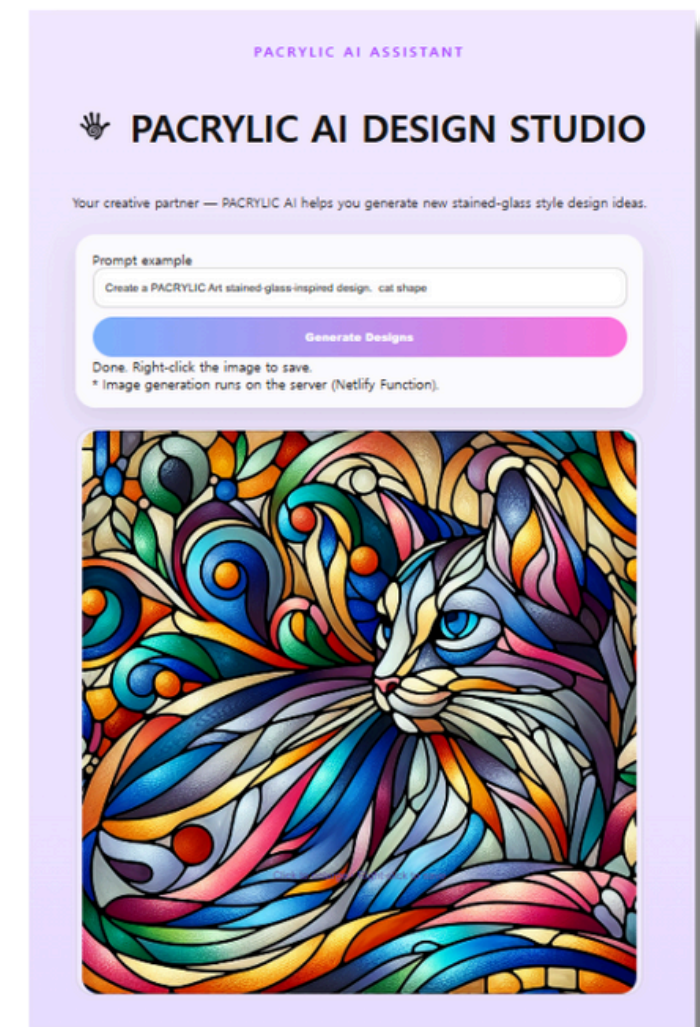 PACRYLIC AI ASSISTANT
PACRYLIC AI DESIGN STUDIO
Your creative partner — PACRYLIC AI helps you generate new stained-glass style design ideas.
Prompt example
Create a PACRYLIC Art stained-glass-inspired design. cat shape
Generate Designs
Done. Right-click the image to save.
* Image generation runs on the server (Netlify Function).
Click